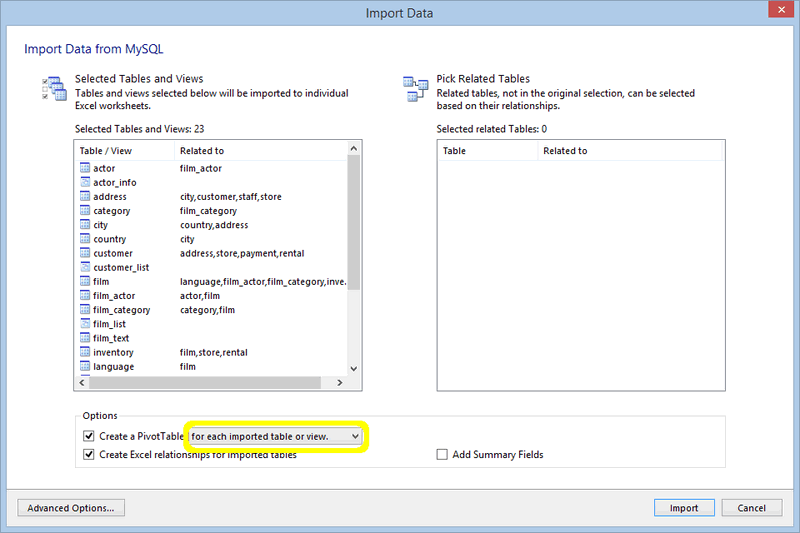 Import Data
Import Data from MySQL
Selected Tables and Views
Tables and views selected below will be imported to individual
Excel worksheets.
Selected Tables and Views: 23
Table / View Related to
actor film_actor
actor_info
address city,customer,staff,store
category film_category
city country,address
country city
customer address,store,payment,rental
customer_list
film language,film_actor,film_category,inve...
film_actor actor,film
film_category category,film
film_list
film_text
inventory film,store,rental
language film
Pick Related Tables
Related tables, not in the original selection, can be selected
based on their relationships.
Selected related Tables: 0
Table Related to
Options
Create a PivotTable for each imported table or view.
Create Excel relationships for imported tables
Add Summary Fields
Advanced Options...
Import
Cancel